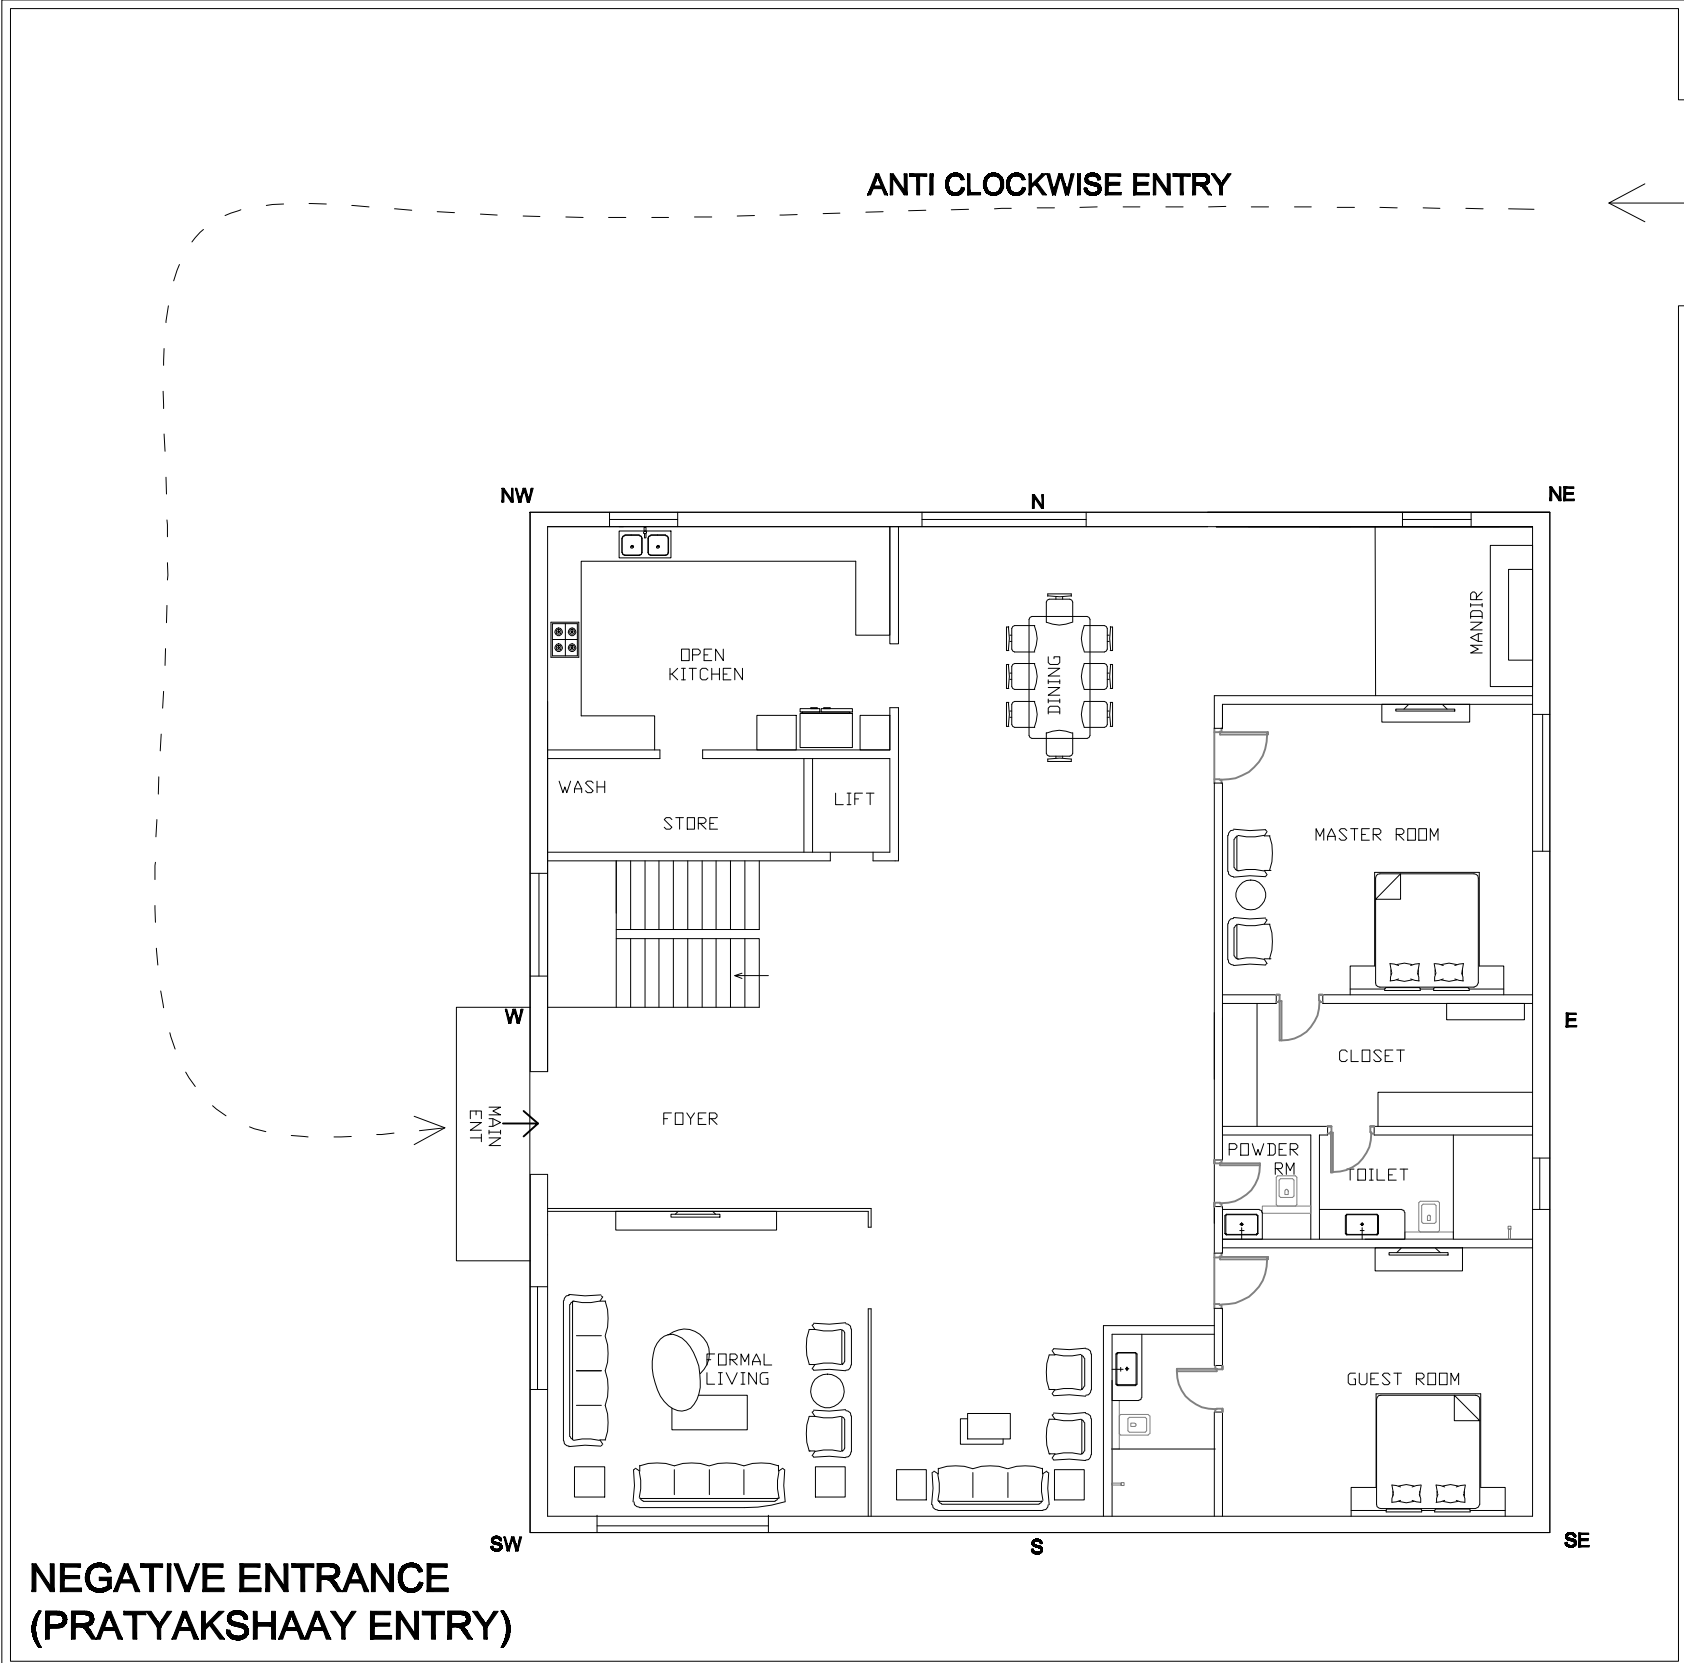 ANTI CLOCKWISE ENTRY
NW
N
NE
MANDIR
OPEN
KITCHEN
DINING
WASH
LIFT
STORE
MASTER ROOM
W
E
CLOSET
MAIN
ENT
FOYER
POWDER
RM
TOILET
FORMAL
LIVING
GUEST ROOM
SW
S
SE
NEGATIVE ENTRANCE
(PRATYAKSHAAY ENTRY)